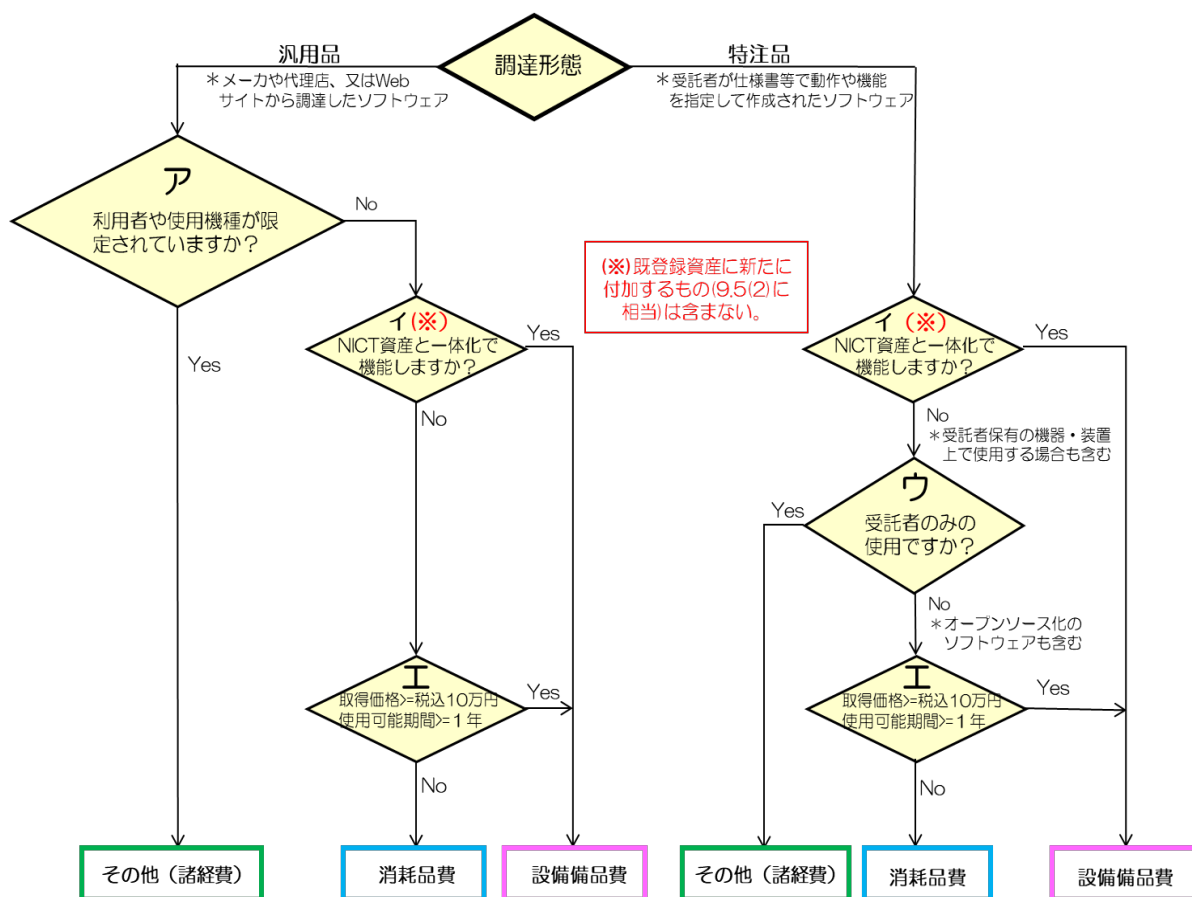 調達形態
汎用品
＊メーカや代理店、又はWeb
サイトから調達したソフトウェア
特注品
＊受託者が仕様書等で動作や機能
を指定して作成されたソフトウェア
ア
利用者や使用機種が限
定されていますか？
No
Yes
(※)既登録資産に新たに
付加するもの(9.5(2)に
相当)は含まない。
イ(※)
NICT資産と一体化で
機能しますか？
Yes
No
イ（※）
NICT資産と一体化で
機能しますか？
Yes
No
＊受託者保有の機器・装置
上で使用する場合も含む
ウ
受託者のみの
使用ですか？
Yes
No
＊オープンソース化の
ソフトウェアも含む
エ
取得価格>=税込10万円
使用可能期間>=１年
Yes
No
エ
取得価格>=税込10万円
使用可能期間>=１年
Yes
No
その他（諸経費）
消耗品費
設備備品費
その他（諸経費）
消耗品費
設備備品費